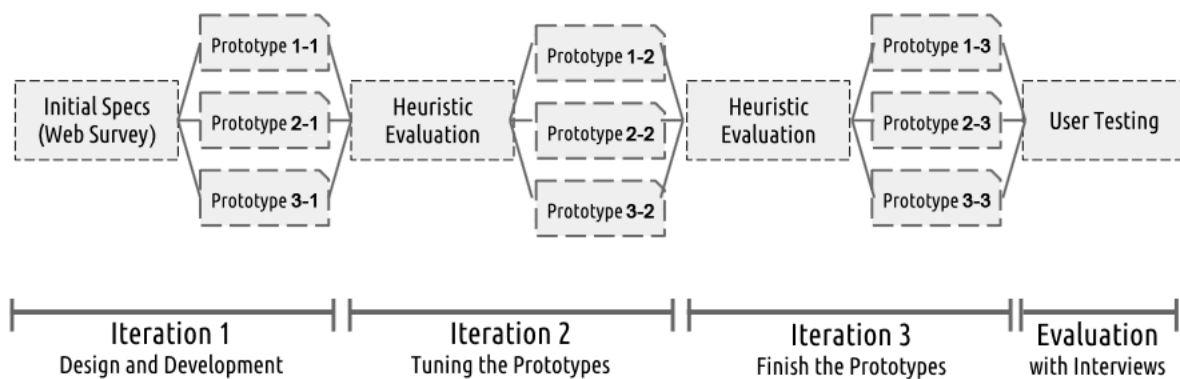 Initial Specs
(Web Survey)
Prototype 1-1
Prototype 2-1
Prototype 3-1
Heuristic
Evaluation
Prototype 1-2
Prototype 2-2
Prototype 3-2
Heuristic
Evaluation
Prototype 1-3
Prototype 2-3
Prototype 3-3
User Testing
Iteration 1
Design and Development
Iteration 2
Tuning the Prototypes
Iteration 3
Finish the Prototypes
Evaluation
with Interviews